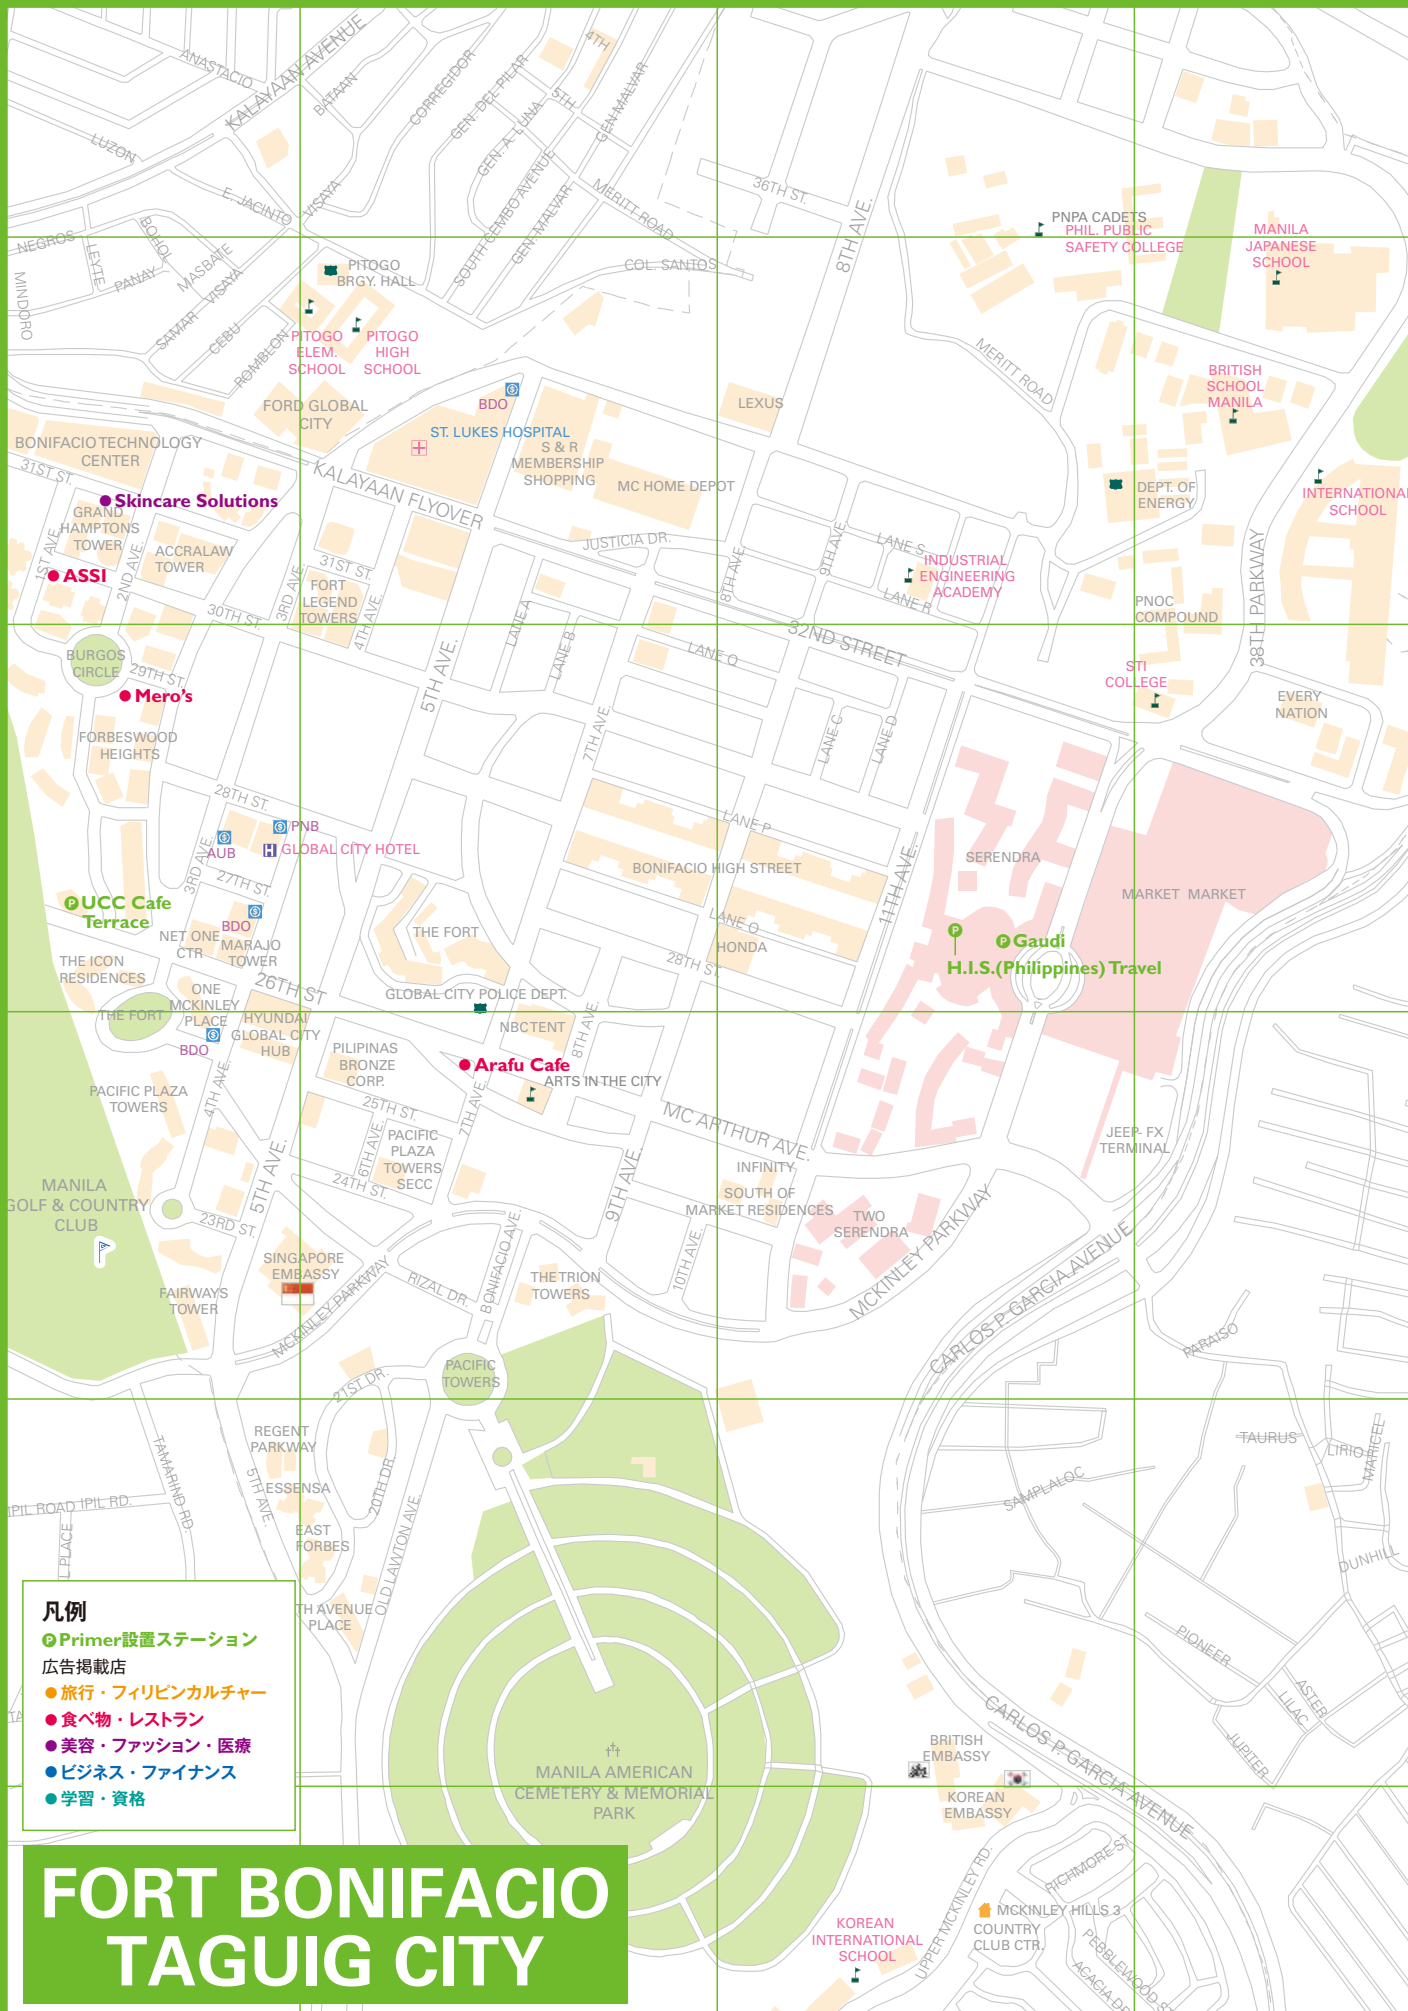 ANASTACIO
KALAYAAN AVENUE
BATAAN
CORREGIDOR
GEN. DEL PILAR
4TH
5TH
GEN. A. LUNA
GEN. MALVAR
LUZON
E. JACINTO
VISAYA
SOUTH CEMBO AVENUE
GEN. MALVAR
MERITT ROAD
36TH ST.
8TH AVE.
PNPA CADETS
PHIL. PUBLIC
SAFETY COLLEGE
MANILA
JAPANESE
SCHOOL
NEGROS
LEYTE
BOHOL
PANAY
MASBATE
VISAYA
MINDORO
SAMAR
CEBU
ROMBLON
PITOGO
BRGY. HALL
COL. SANTOS
PITOGO
ELEM.
SCHOOL
PITOGO
HIGH
SCHOOL
MERITT ROAD
BRITISH
SCHOOL
MANILA
FORD GLOBAL
CITY
BDO
ST. LUKES HOSPITAL
S & R
MEMBERSHIP
SHOPPING
LEXUS
MC HOME DEPOT
BONIFACIO TECHNOLOGY
CENTER
31ST ST.
KALAYAAN FLYOVER
DEPT. OF
ENERGY
INTERNATIONAL
SCHOOL
Skincare Solutions
GRAND
HAMPTONS
TOWER
1ST AVE.
2ND AVE.
ACCRALAW
TOWER
ASSI
31ST ST.
FORT
LEGEND
TOWERS
3RD AVE.
4TH AVE.
30TH ST.
JUSTICIA DR.
8TH AVE.
9TH AVE.
LANE S
INDUSTRIAL
ENGINEERING
ACADEMY
LANE R
LANE A
LANE B
LANE Q
32ND STREET
PNOC
COMPOUND
38TH PARKWAY
BURGOS
CIRCLE
29TH ST.
Mero's
FORBESWOOD
HEIGHTS
5TH AVE.
7TH AVE.
LANE C
LANE D
STI
COLLEGE
EVERY
NATION
28TH ST.
PNB
AUB
GLOBAL CITY HOTEL
3RD AVE.
27TH ST.
LANE P
BONIFACIO HIGH STREET
11TH AVE.
SERENDRA
MARKET MARKET
UCC Cafe
Terrace
BDO
NET ONE
CTR
MARAJO
TOWER
THE FORT
LANE O
HONDA
28TH ST.
Gaudi
H.I.S.(Philippines) Travel
THE ICON
RESIDENCES
26TH ST
ONE
MCKINLEY
PLACE
THE FORT
BDO
HYUNDAI
GLOBAL CITY
HUB
GLOBAL CITY POLICE DEPT.
NBC TENT
8TH AVE.
PILIPINAS
BRONZE
CORP.
Arafu Cafe
ARTS IN THE CITY
PACIFIC PLAZA
TOWERS
4TH AVE.
25TH ST.
7TH AVE.
MC ARTHUR AVE.
6TH AVE.
PACIFIC
PLAZA
TOWERS
SECC
24TH ST.
JEEP- FX
TERMINAL
INFINITY
SOUTH OF
MARKET RESIDENCES
5TH AVE.
9TH AVE.
10TH AVE.
TWO
SERENDRA
MCKINLEY PARKWAY
MANILA
GOLF & COUNTRY
CLUB
23RD ST.
SINGAPORE
EMBASSY
MCKINLEY PARKWAY
RIZAL DR.
BONIFACIO AVE.
THE TRION
TOWERS
FAIRWAYS
TOWER
CARLOS P. GARCIA AVENUE
PARAISO
PACIFIC
TOWERS
21ST DR.
REGENT
PARKWAY
TAMARIND RD.
5TH AVE.
ESSENSA
20TH DR.
EAST
FORBES
OLD LAWTON AVE.
TAURUS
LIRIO
MARICEL
SAMPLALOC
IPIL ROAD IPIL RD.
L PLACE
DUNHILL
TH AVENUE
PLACE
PIONEER
ASTER
LILAC
JUPITER
凡例
PPrimer設置ステーション
広告掲載店
●旅行・フィリピンカルチャー
●食べ物・レストラン
●美容・ファッション・医療
●ビジネス・ファイナンス
●学習・資格
CARLOS P. GARCIA AVENUE
BRITISH
EMBASSY
KOREAN
EMBASSY
MANILA AMERICAN
CEMETERY & MEMORIAL
PARK
RICHMORE ST
UPPER MCKINLEY RD.
MCKINLEY HILLS 3
COUNTRY
CLUB CTR.
PEBBLEWOOD S
ACACIA D
KOREAN
INTERNATIONAL
SCHOOL
FORT BONIFACIO
TAGUIG CITY